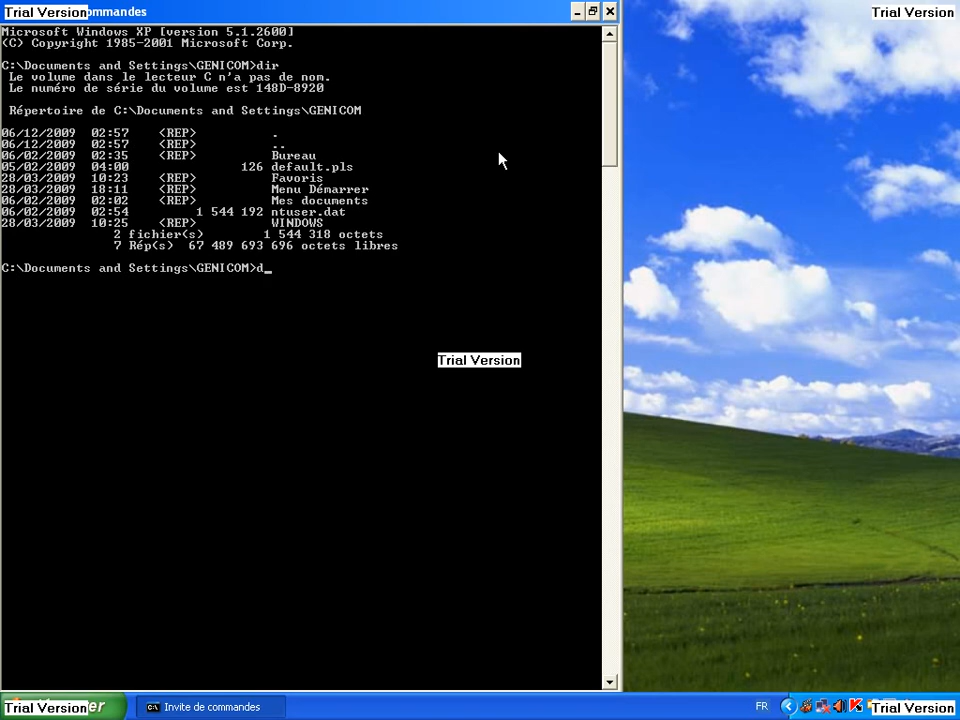 Trial Version ommandes
Trial Version
Microsoft Windows XP [version 5.1.2600]
(C) Copyright 1985-2001 Microsoft Corp.
C:\Documents and Settings\GENICOM>dir
Le volume dans le lecteur C n'a pas de nom.
Le numéro de série du volume est 148D-8920
Répertoire de C:\Documents and Settings\GENICOM
06/12/2009 02:57 <REP> .
06/12/2009 02:57 <REP> ..
06/02/2009 02:35 <REP> Bureau
05/02/2009 04:00 126 default.pls
28/03/2009 10:23 <REP> Favoris
28/03/2009 18:11 <REP> Menu Démarrer
06/02/2009 02:02 <REP> Mes documents
06/02/2009 02:54 1 544 192 ntuser.dat
28/03/2009 10:25 <REP> WINDOWS
2 fichier(s) 1 544 318 octets
7 Rép(s) 67 489 693 696 octets libres
C:\Documents and Settings\GENICOM>d_
Trial Version
Trial Version er
C:\ Invite de commandes
FR
Trial Version